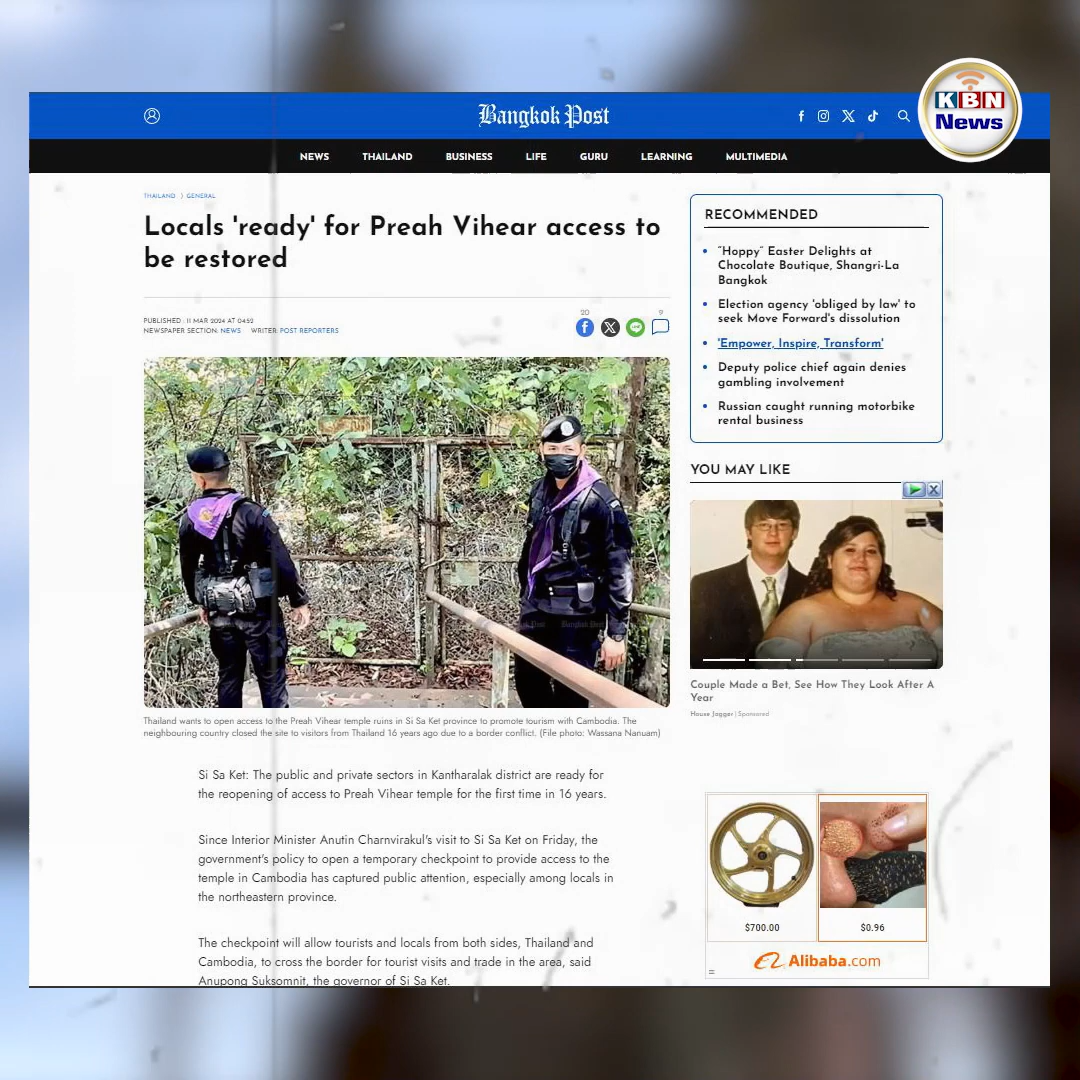 KBN
News
Bangkok Post
NEWS THAILAND BUSINESS LIFE GURU LEARNING MULTIMEDIA
THAILAND > GENERAL
Locals 'ready' for Preah Vihear access to
be restored
PUBLISHED : 11 MAR 2024 AT 04:52
NEWSPAPER SECTION: NEWS WRITER: POST REPORTERS
20
9
Thailand wants to open access to the Preah Vihear temple ruins in Si Sa Ket province to promote tourism with Cambodia. The
neighbouring country closed the site to visitors from Thailand 16 years ago due to a border conflict. (File photo: Wassana Nanuam)
Si Sa Ket: The public and private sectors in Kantharalak district are ready for
the reopening of access to Preah Vihear temple for the first time in 16 years.
Since Interior Minister Anutin Charnvirakul's visit to Si Sa Ket on Friday, the
government's policy to open a temporary checkpoint to provide access to the
temple in Cambodia has captured public attention, especially among locals in
the northeastern province.
The checkpoint will allow tourists and locals from both sides, Thailand and
Cambodia, to cross the border for tourist visits and trade in the area, said
Anupong Suksomnit, the governor of Si Sa Ket.
RECOMMENDED
"Hoppy" Easter Delights at
Chocolate Boutique, Shangri-La
Bangkok
Election agency 'obliged by law' to
seek Move Forward's dissolution
'Empower, Inspire, Transform'
Deputy police chief again denies
gambling involvement
Russian caught running motorbike
rental business
YOU MAY LIKE
Couple Made a Bet, See How They Look After A
Year
House Jogger | Sponsored
$700.00
$0.96
Alibaba.com